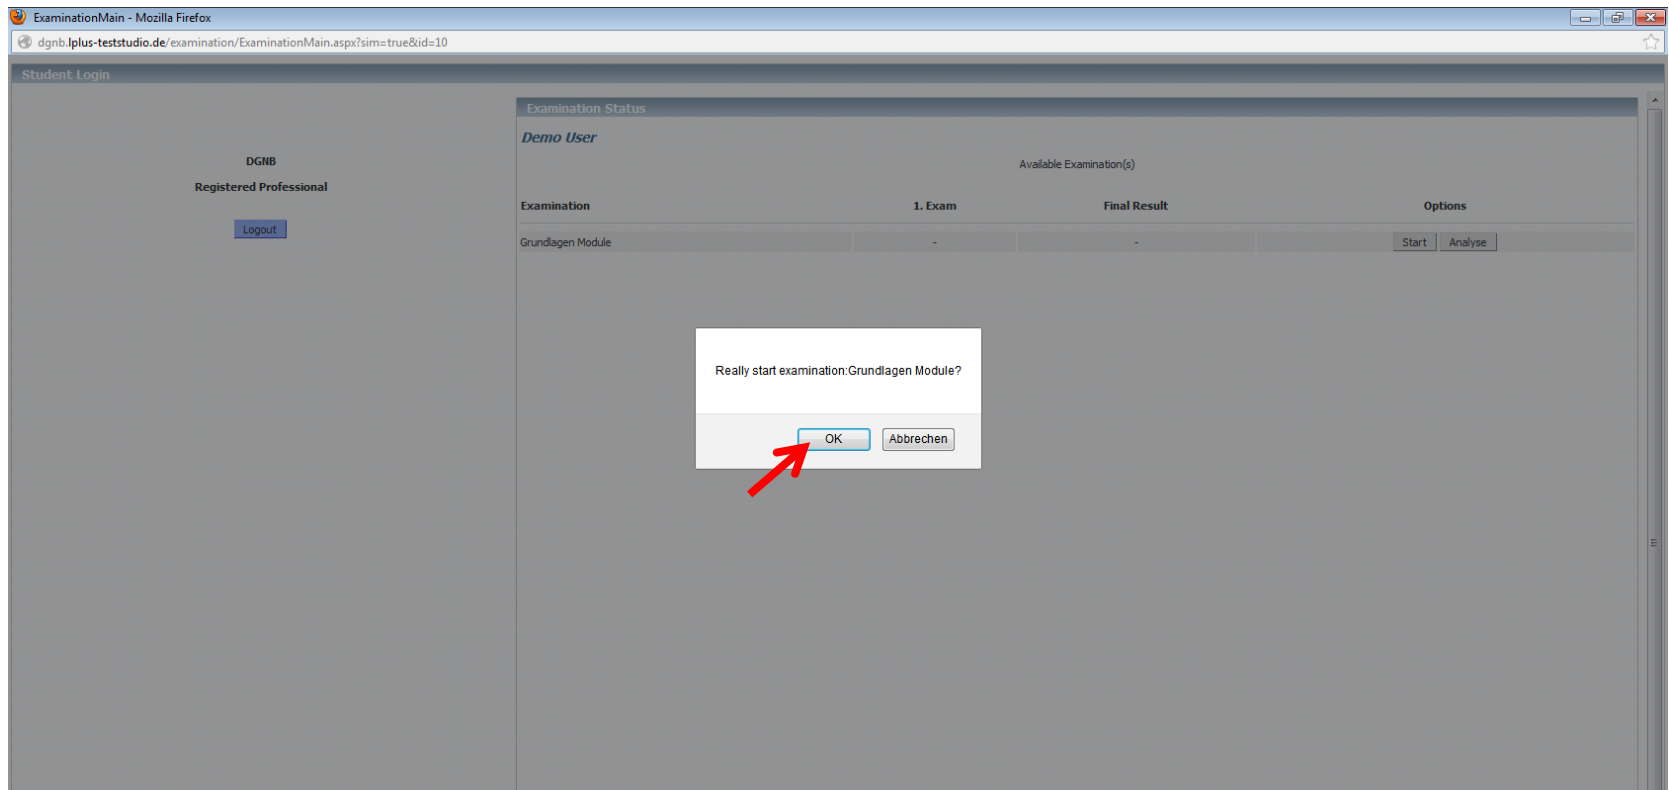 ExaminationMain - Mozilla Firefox
dgnb.lplus-teststudio.de/examination/ExaminationMain.aspx?sim=true&id=10
Student Login
DGNB
Registered Professional
Logout
Examination Status
Demo User
Available Examination(s)
Examination 1. Exam Final Result Options
Grundlagen Module - - Start Analyse
Really start examination:Grundlagen Module?
OK Abbrechen